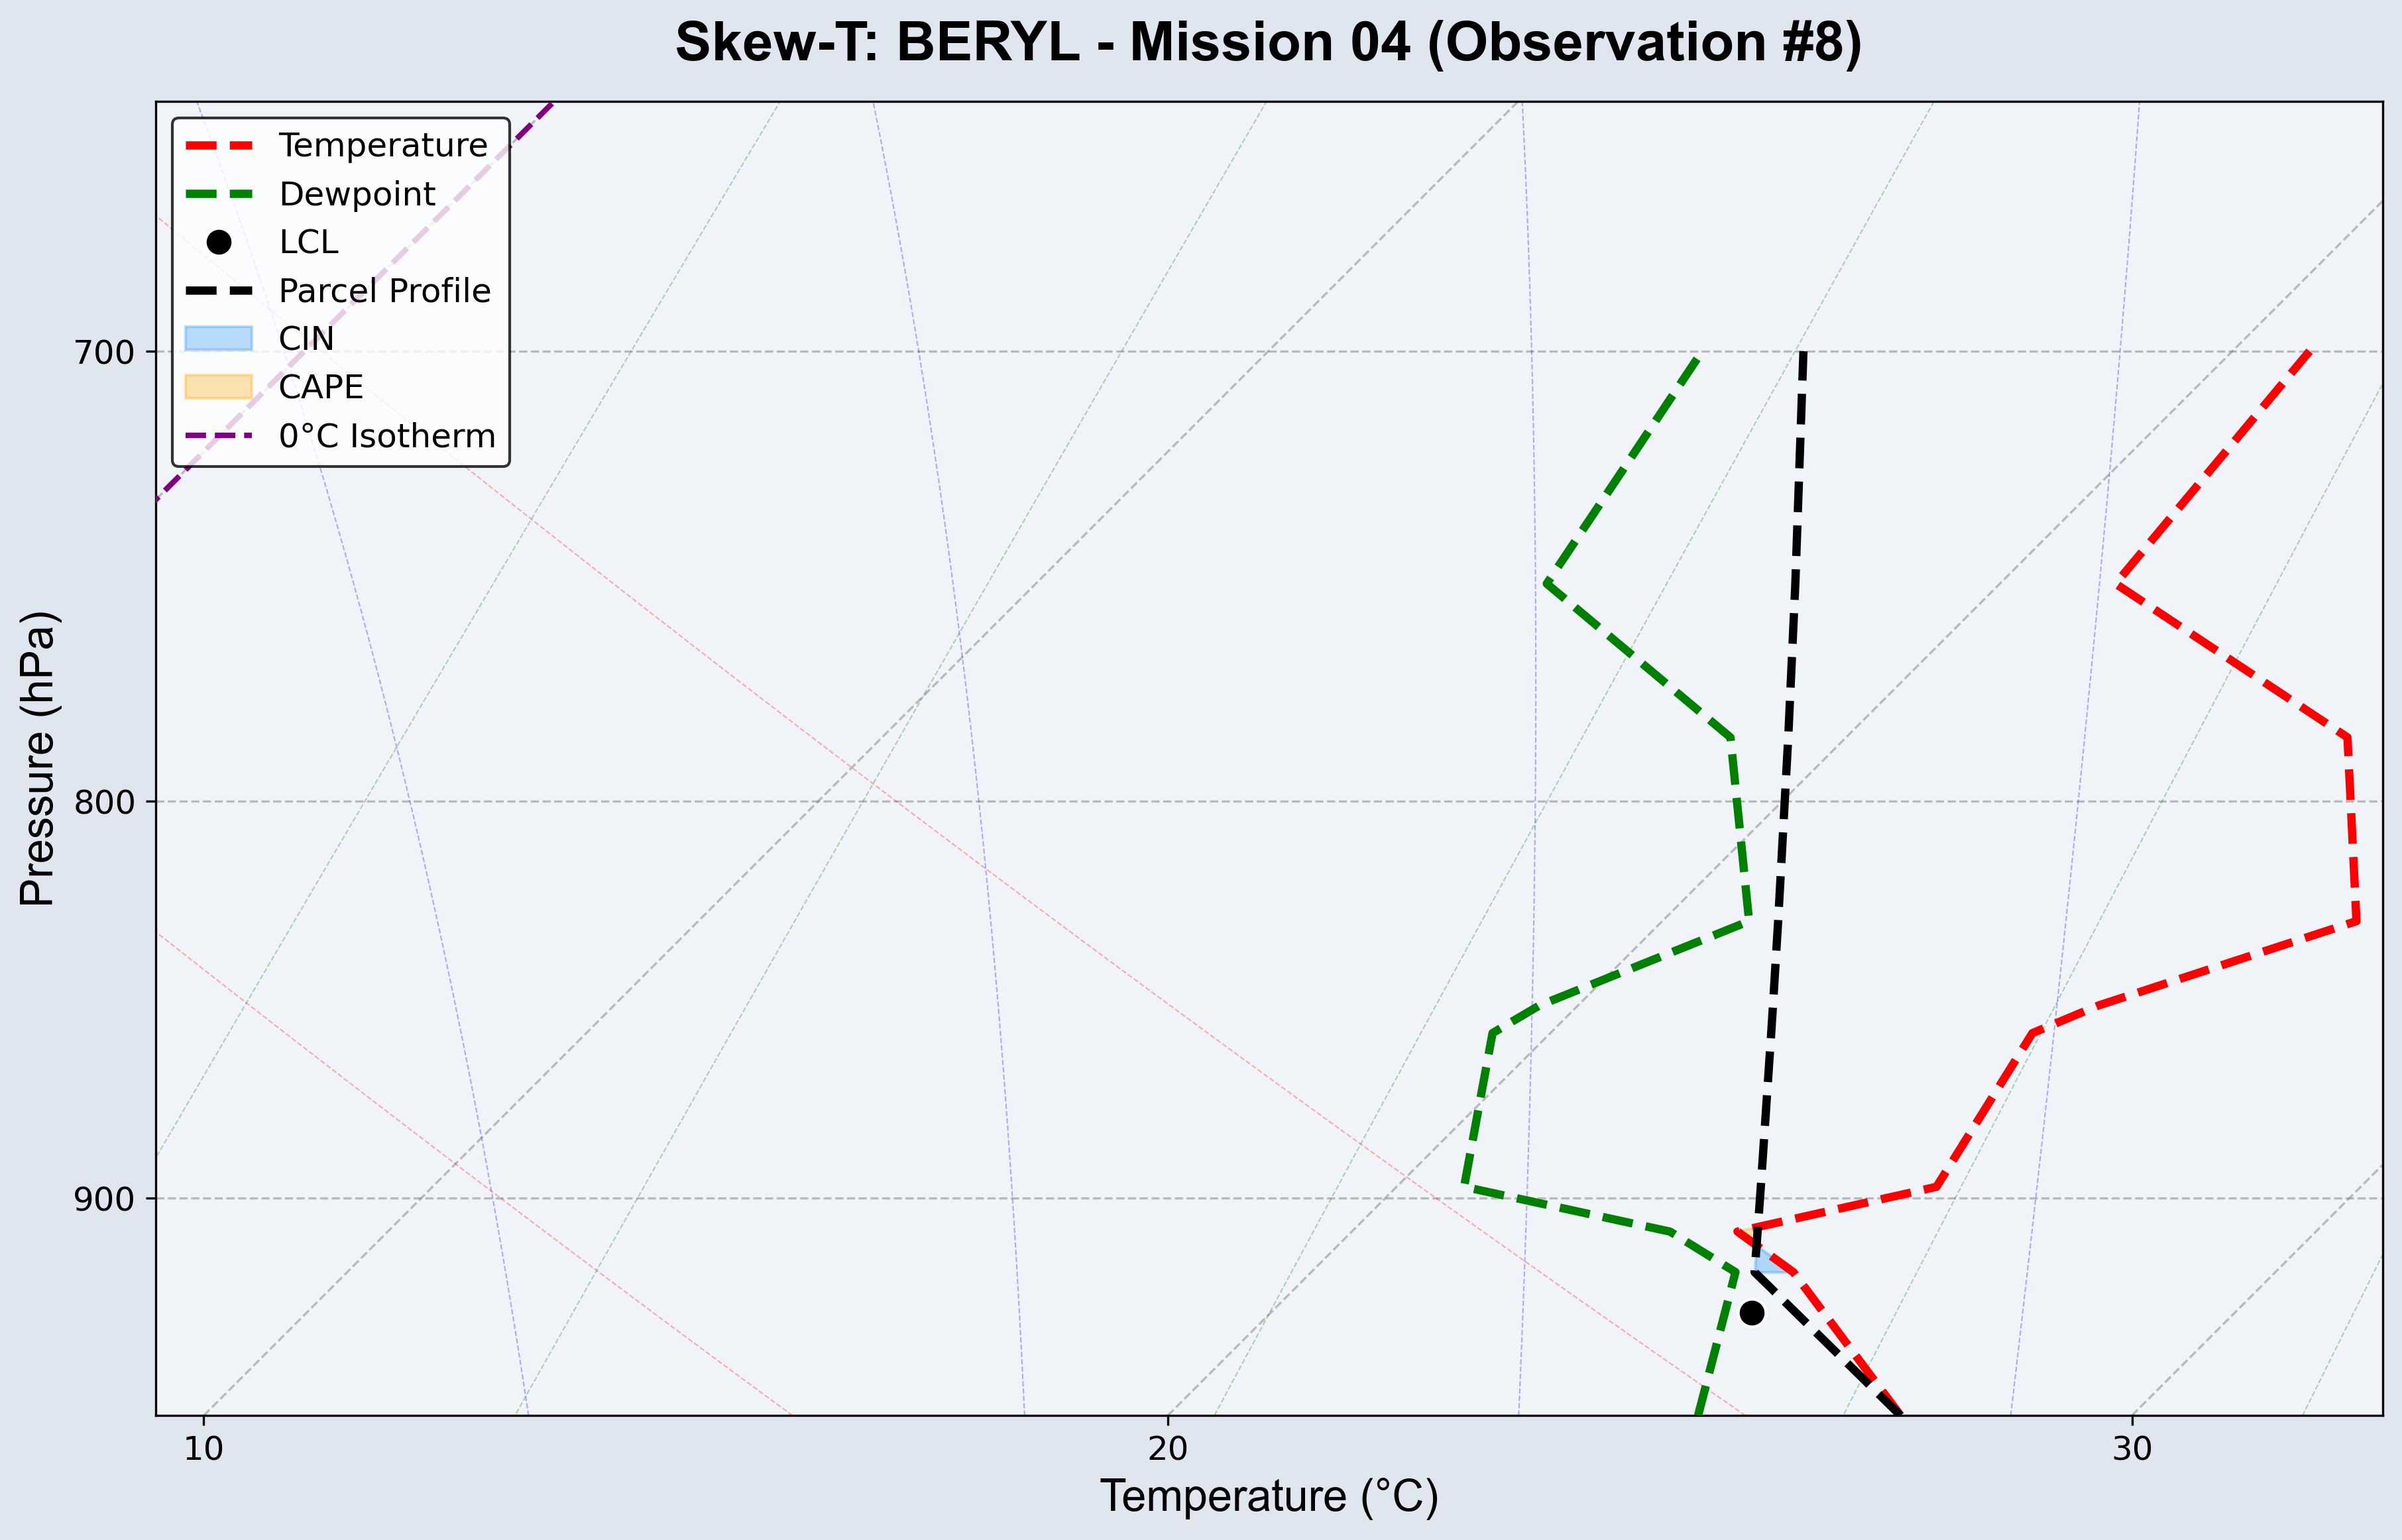 Skew-T: BERYL - Mission 04 (Observation #8)
Temperature
Dewpoint
LCL
Parcel Profile
CIN
CAPE
0°C Isotherm
Pressure (hPa)
700
800
900
10
20
30
Temperature (°C)